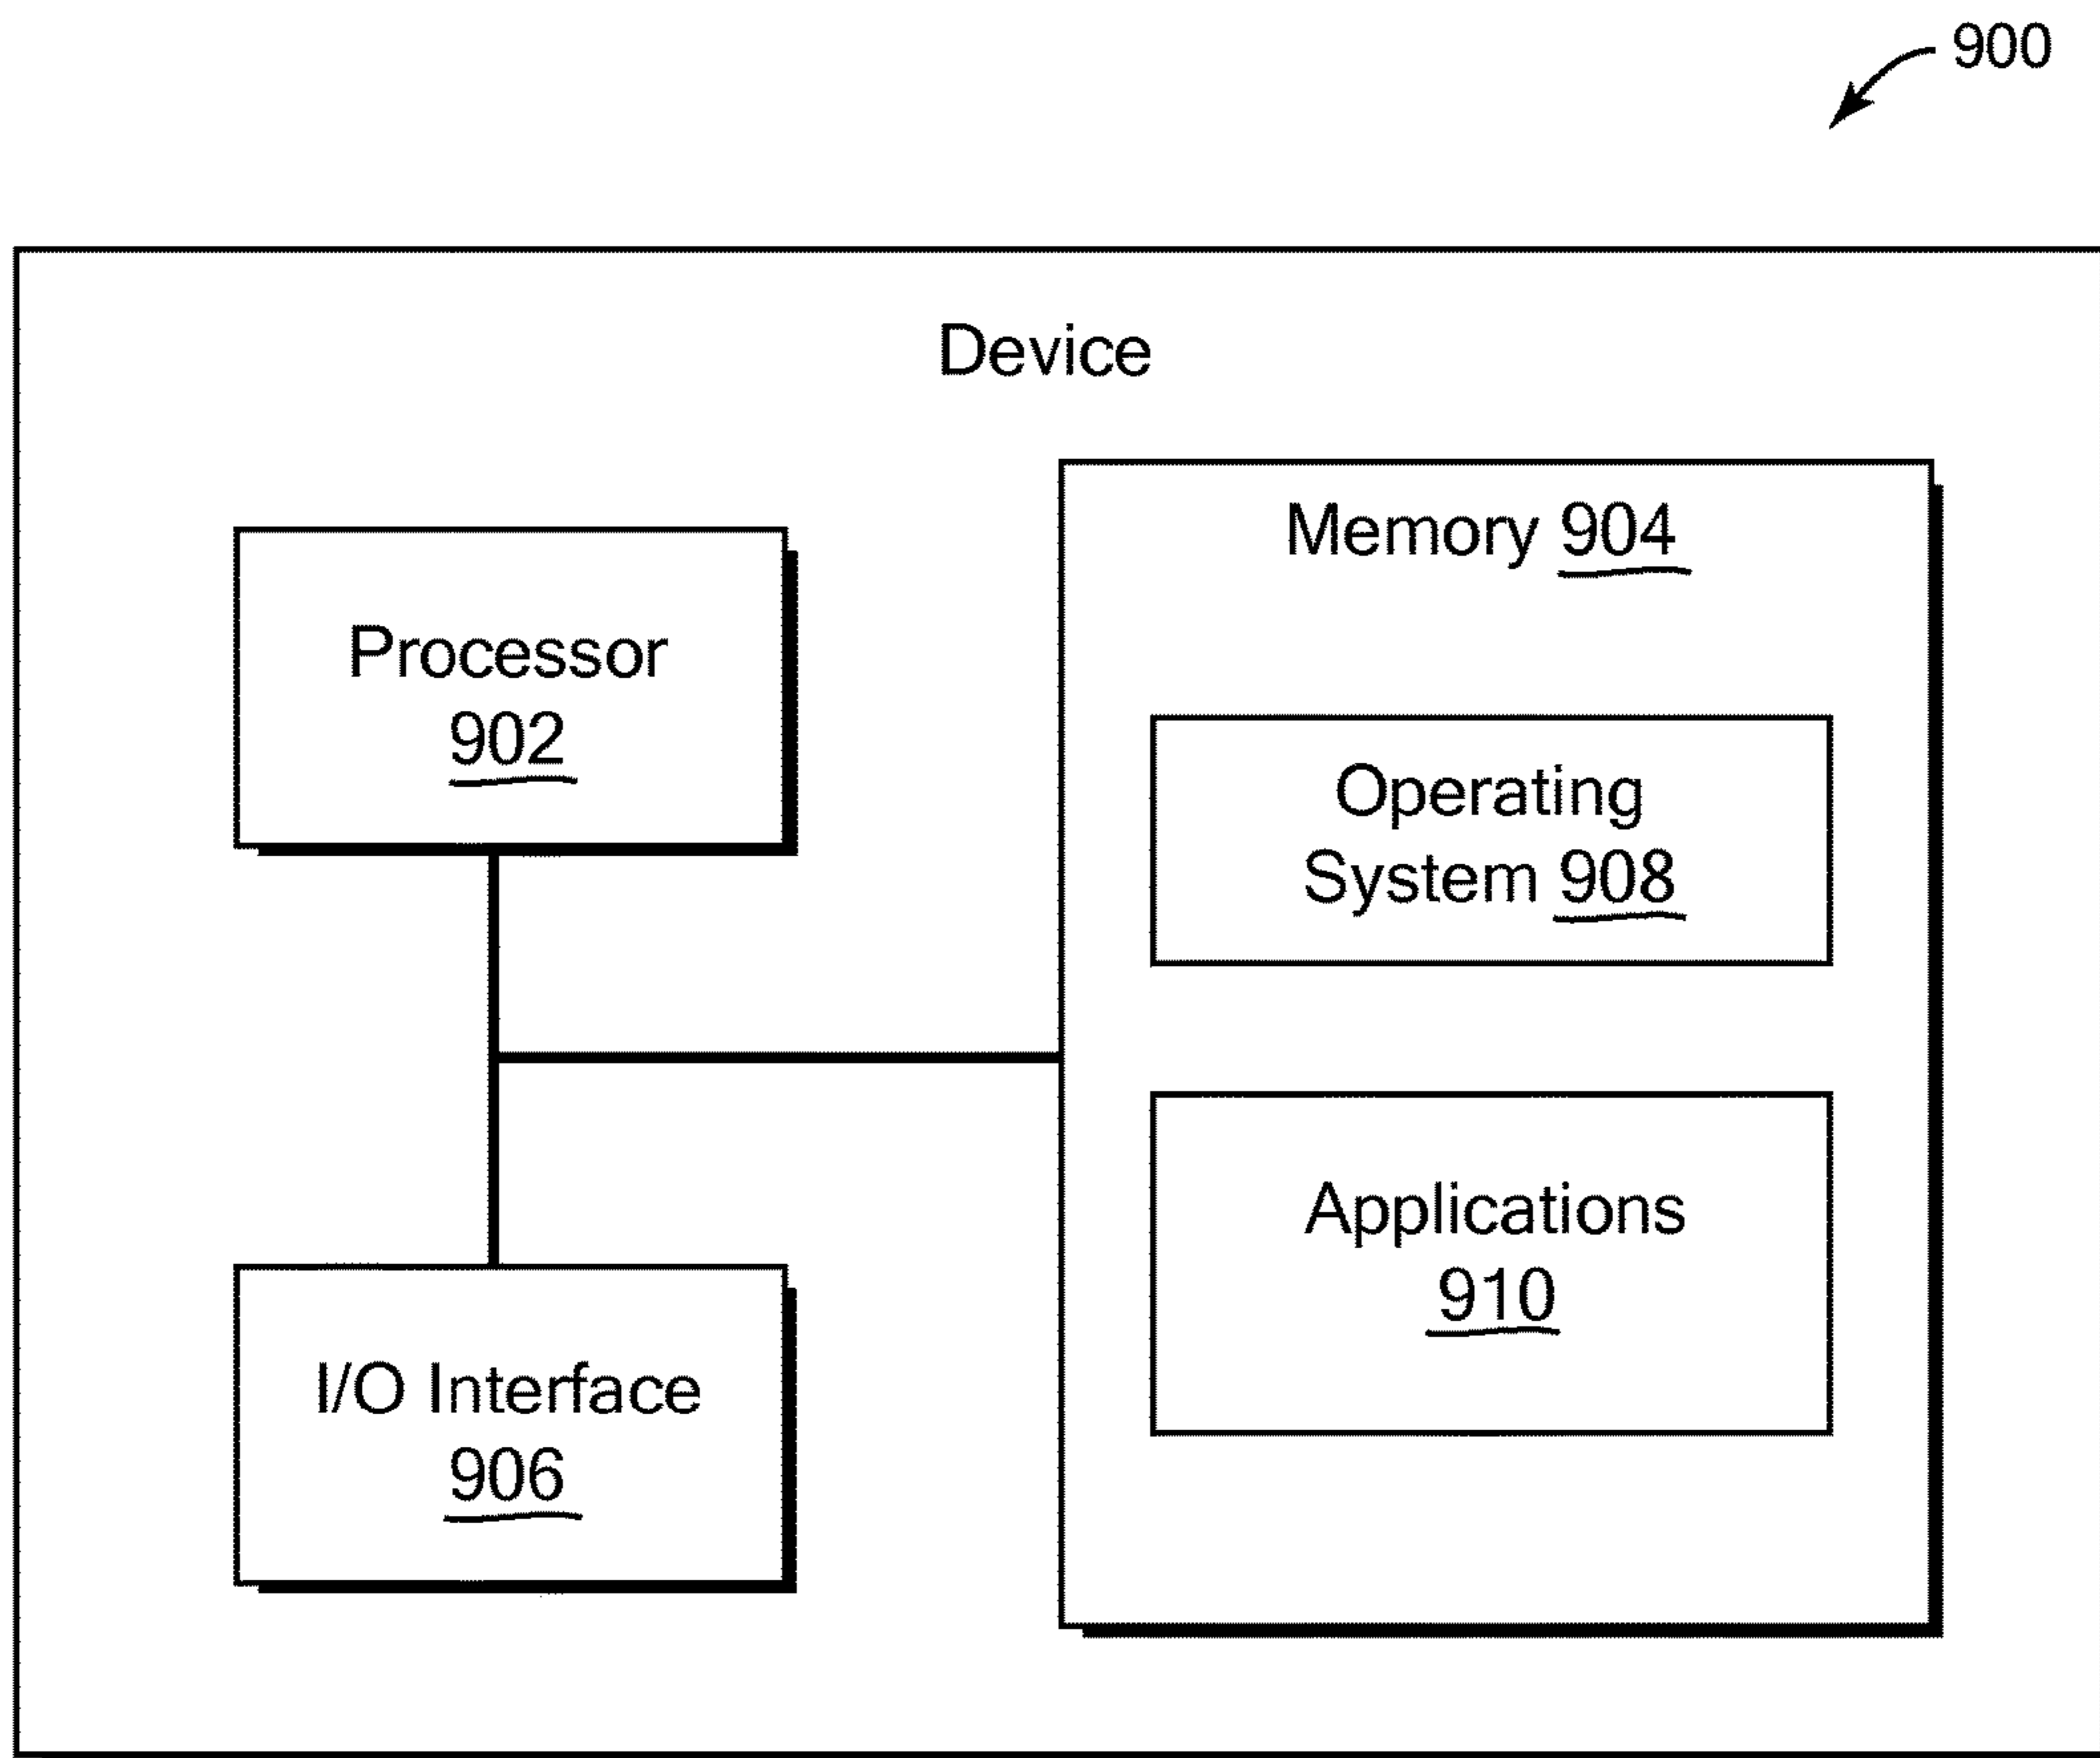 900
Device
Processor
902
Memory 904
Operating
System 908
Applications
910
I/O Interface
906